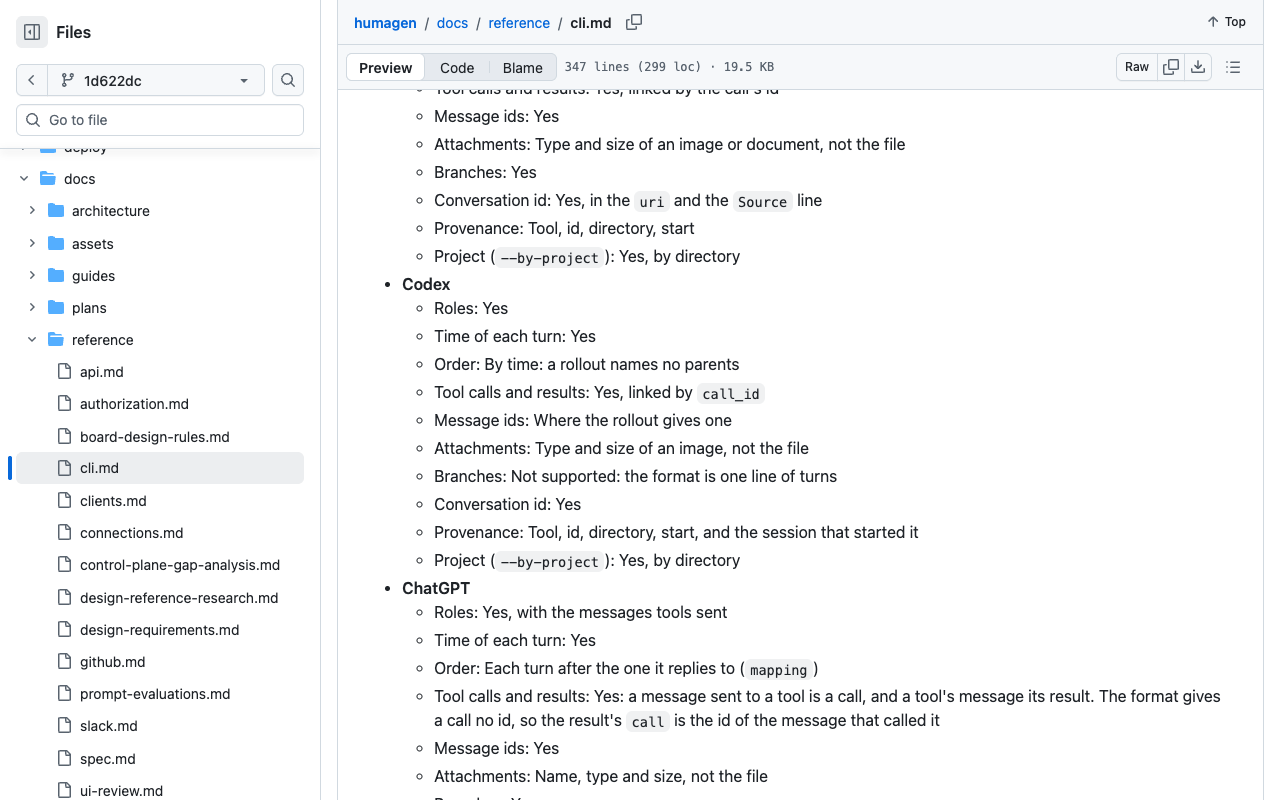 Files
humagen / docs / reference / cli.md
Top
1d622dc
Preview Code Blame 347 lines (299 loc) · 19.5 KB
Raw
Go to file
deploy
docs
architecture
assets
guides
plans
reference
api.md
authorization.md
board-design-rules.md
cli.md
clients.md
connections.md
control-plane-gap-analysis.md
design-reference-research.md
design-requirements.md
github.md
prompt-evaluations.md
slack.md
spec.md
ui-review.md
Tool calls and results: Yes, linked by the call's id
Message ids: Yes
Attachments: Type and size of an image or document, not the file
Branches: Yes
Conversation id: Yes, in the uri and the Source line
Provenance: Tool, id, directory, start
Project (--by-project): Yes, by directory
Codex
Roles: Yes
Time of each turn: Yes
Order: By time: a rollout names no parents
Tool calls and results: Yes, linked by call_id
Message ids: Where the rollout gives one
Attachments: Type and size of an image, not the file
Branches: Not supported: the format is one line of turns
Conversation id: Yes
Provenance: Tool, id, directory, start, and the session that started it
Project (--by-project): Yes, by directory
ChatGPT
Roles: Yes, with the messages tools sent
Time of each turn: Yes
Order: Each turn after the one it replies to (mapping)
Tool calls and results: Yes: a message sent to a tool is a call, and a tool's message its result. The format gives
a call no id, so the result's call is the id of the message that called it
Message ids: Yes
Attachments: Name, type and size, not the file